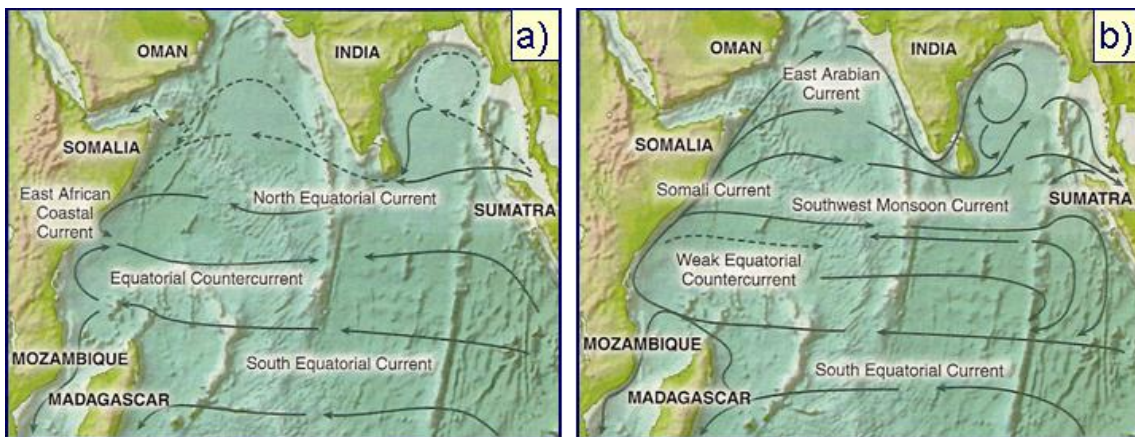 a)
OMAN
INDIA
SOMALIA
East African
Coastal
Current
North Equatorial Current
SUMATRA
Equatorial Countercurrent
MOZAMBIQUE
South Equatorial Current
MADAGASCAR
b)
OMAN
INDIA
East Arabian
Current
SOMALIA
Somali Current
Southwest Monsoon Current
SUMATRA
Weak Equatorial
Countercurrent
MOZAMBIQUE
South Equatorial Current
MADAGASCAR